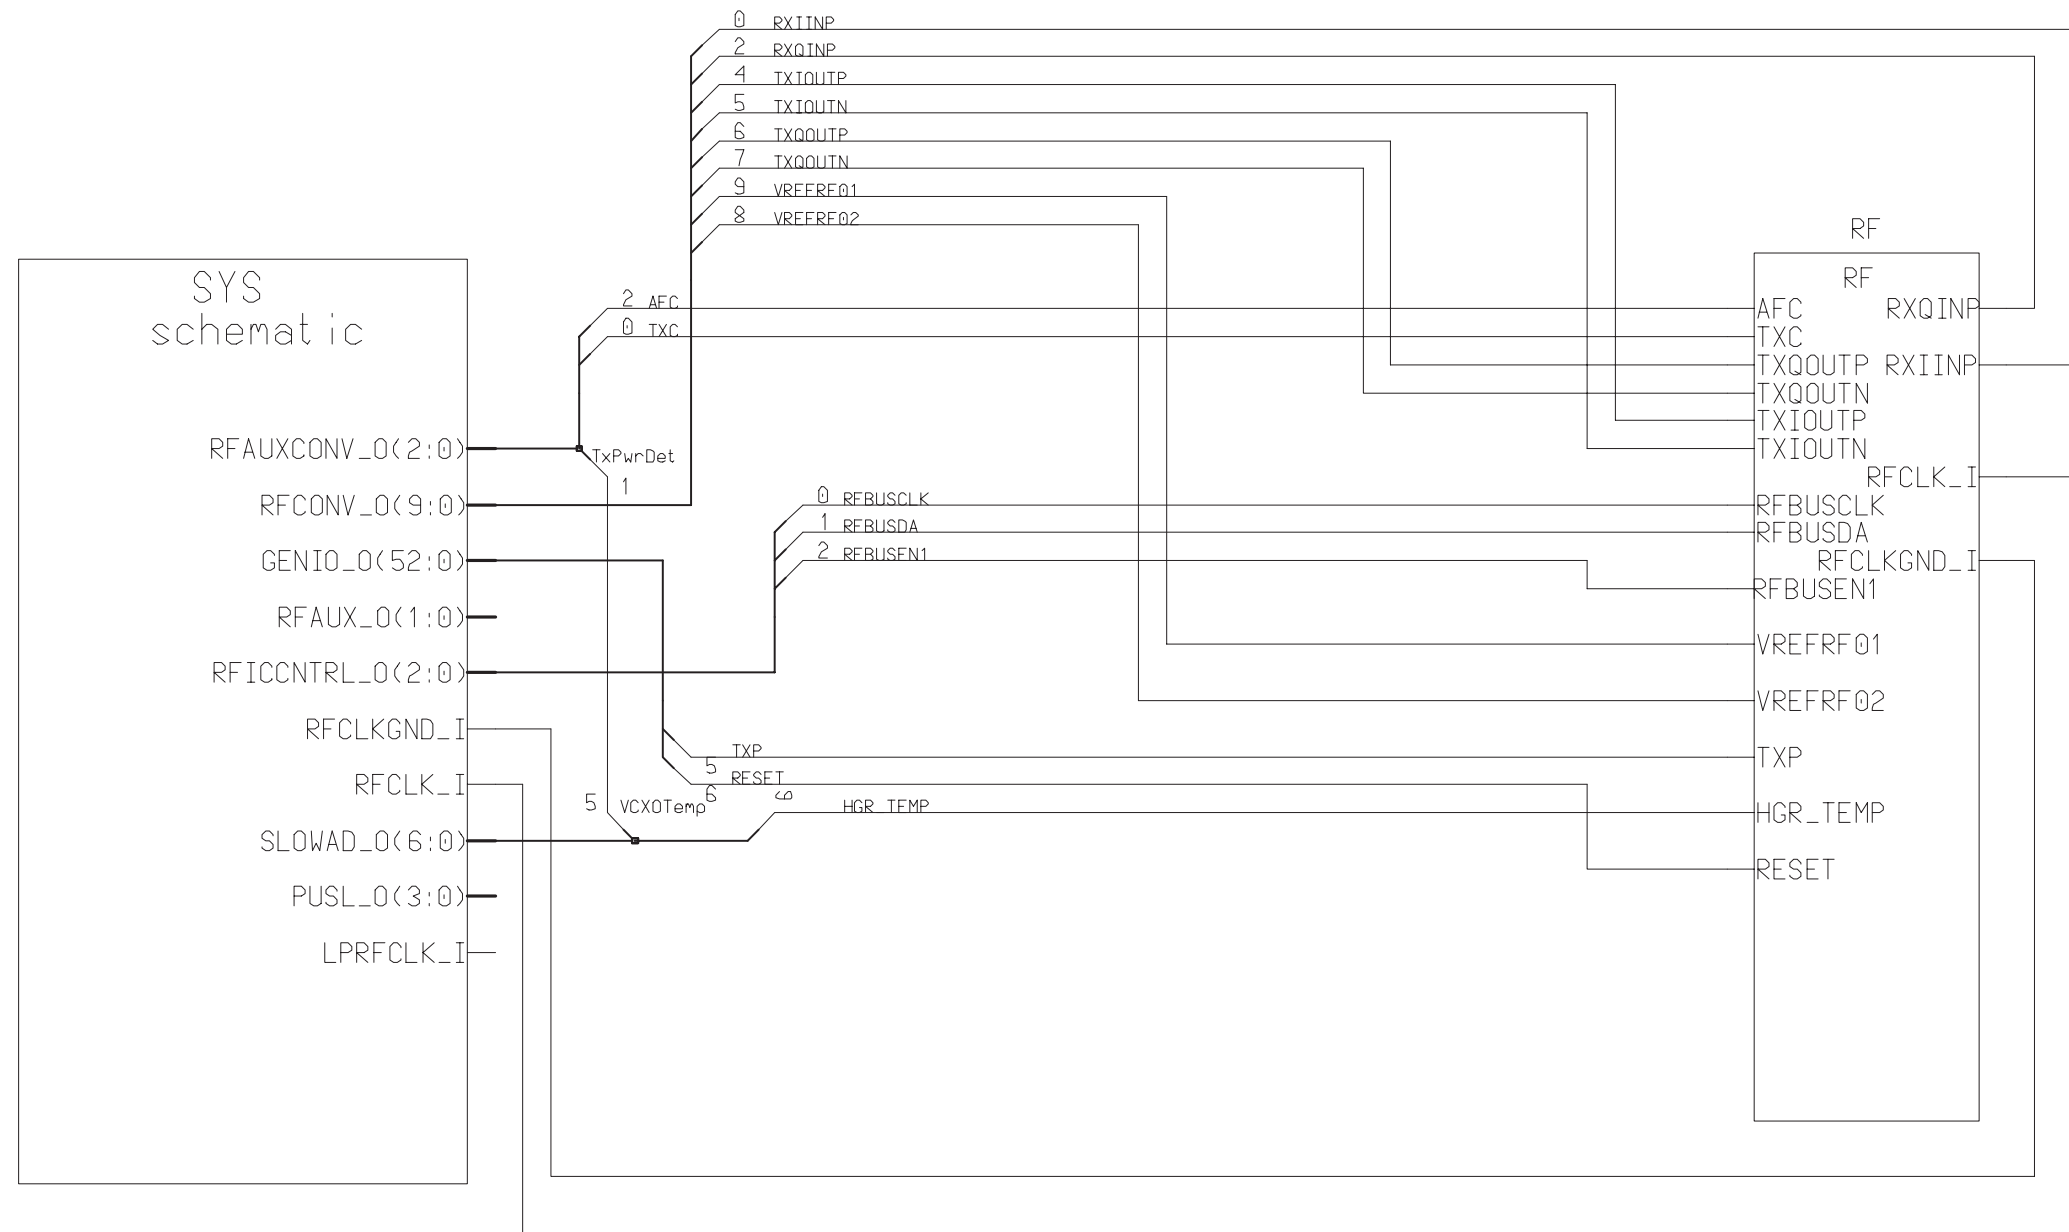 0 RXIINP
2 RXQINP
4 TXIOUTP
5 TXIOUTN
6 TXQOUTP
7 TXQOUTN
9 VREFRF01
8 VREFRF02
SYS
schematic
RFAUXCONV_O(2:0)
RFCONV_O(9:0)
GENIO_O(52:0)
RFAUX_O(1:0)
RFICCNTRL_O(2:0)
RFCLKGND_I
RFCLK_I
SLOWAD_O(6:0)
PUSL_O(3:0)
LPRFCLK_I
2 AFC
0 TXC
TxPwrDet
1
0 RFBUSCLK
1 RFBUSDA
2 RFBUSEN1
TXP
5
RESET
6
6
5 VCXOTemp
HGR_TEMP
RF
RF
AFC RXQINP
TXC
TXQOUTP RXIINP
TXQOUTN
TXIOUTP
TXIOUTN
RFCLK_I
RFBUSCLK
RFBUSDA
RFCLKGND_I
RFBUSEN1
VREFRF01
VREFRF02
TXP
HGR_TEMP
RESET